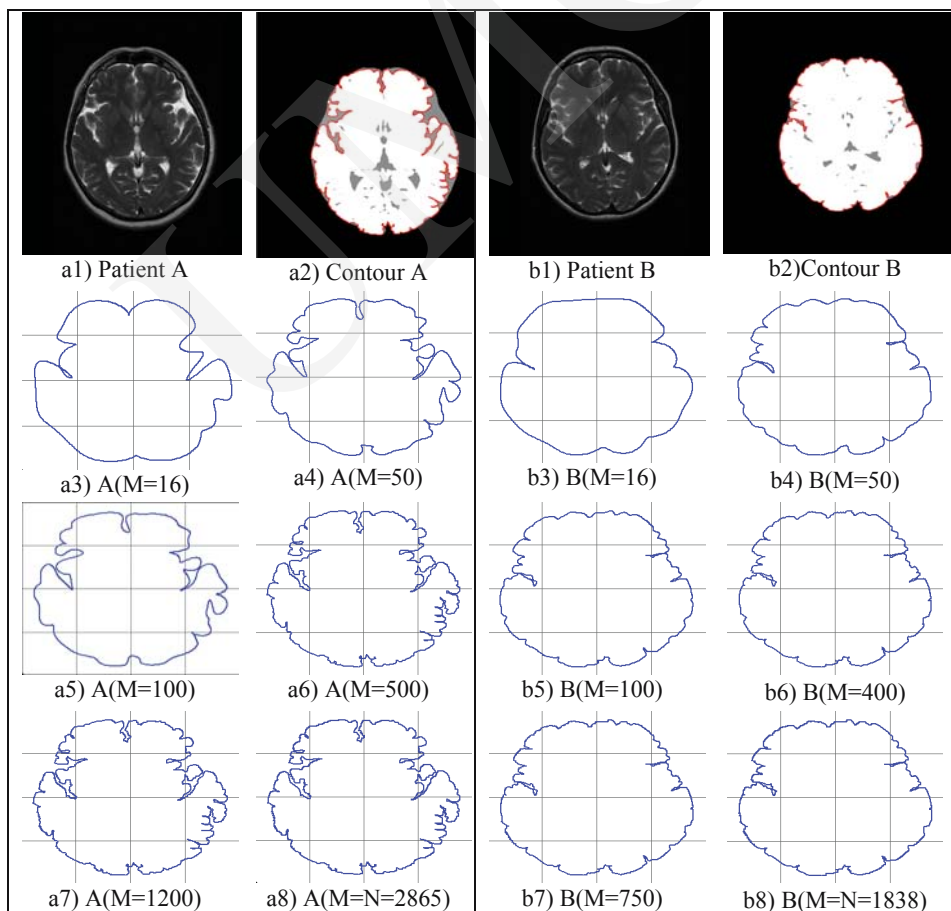 a1) Patient A
a2) Contour A
b1) Patient B
b2)Contour B
a3) A(M=16)
a4) A(M=50)
b3) B(M=16)
b4) B(M=50)
a5) A(M=100)
a6) A(M=500)
b5) B(M=100)
b6) B(M=400)
a7) A(M=1200)
a8) A(M=N=2865)
b7) B(M=750)
b8) B(M=N=1838)